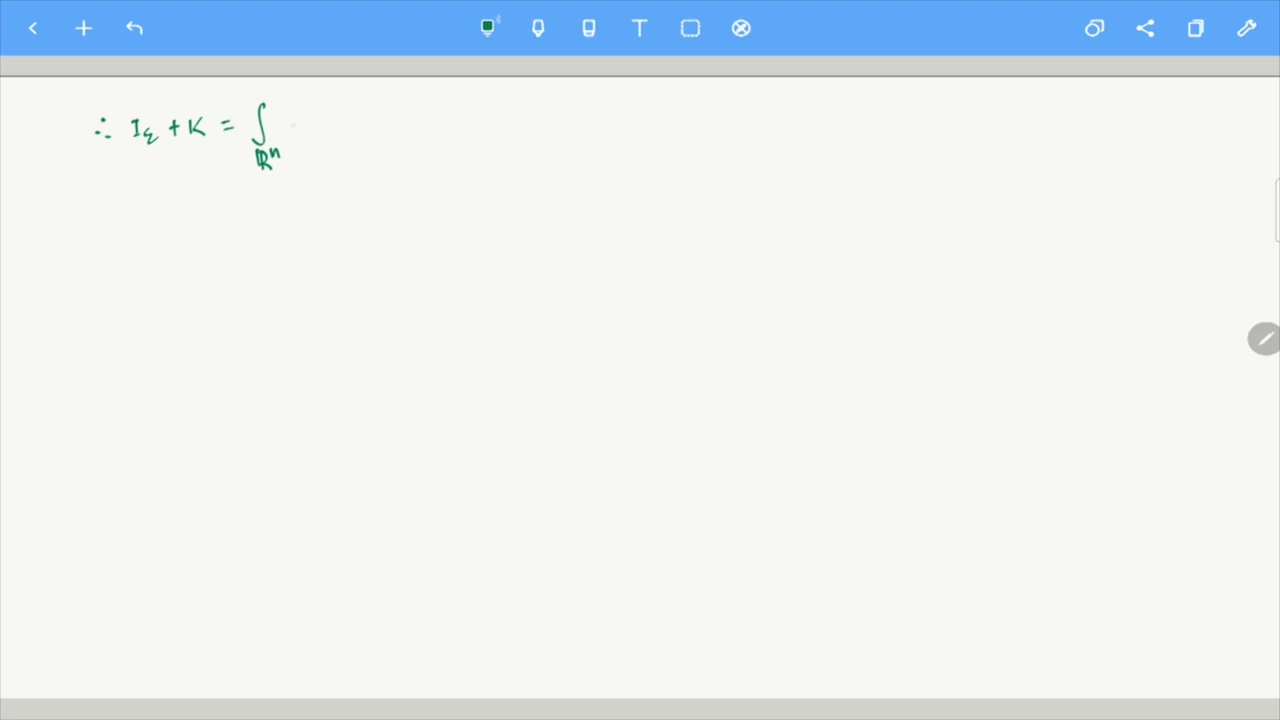 ∴ I_ε + K = ∫_{ℝⁿ}